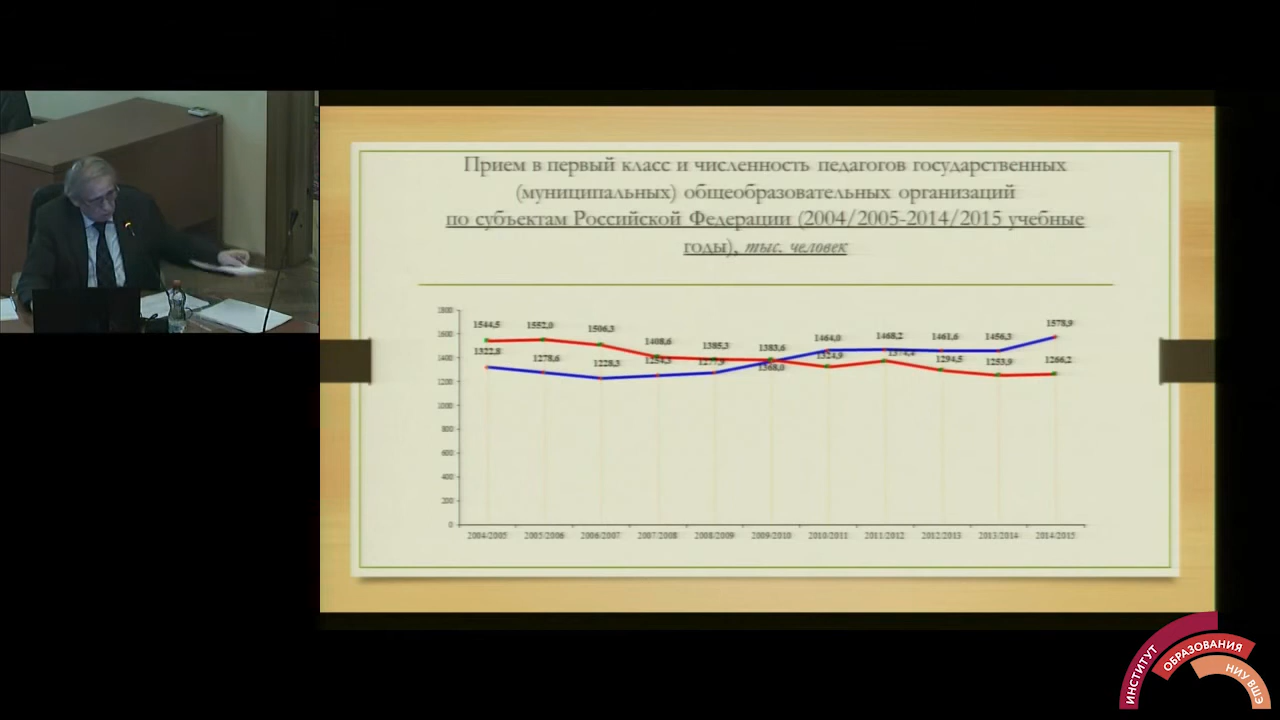 Прием в первый класс и численность педагогов государственных
(муниципальных) общеобразовательных организаций
по субъектам Российской Федерации (2004/2005-2014/2015 учебные
годы), тыс. человек
1800
1600
1400
1200
1000
800
600
400
200
0
1544,5 1552,0 1506,3 1408,6 1385,3 1383,6 1464,0 1468,2 1461,6 1456,3 1578,9
1322,8 1278,6 1228,3 1254,3 1277,9 1368,0 1324,9 1294,5 1253,9 1266,2
2004/2005 2005/2006 2006/2007 2007/2008 2008/2009 2009/2010 2010/2011 2011/2012 2012/2013 2013/2014 2014/2015
ИНСТИТУТ
ОБРАЗОВАНИЯ
НИУ ВШЭ